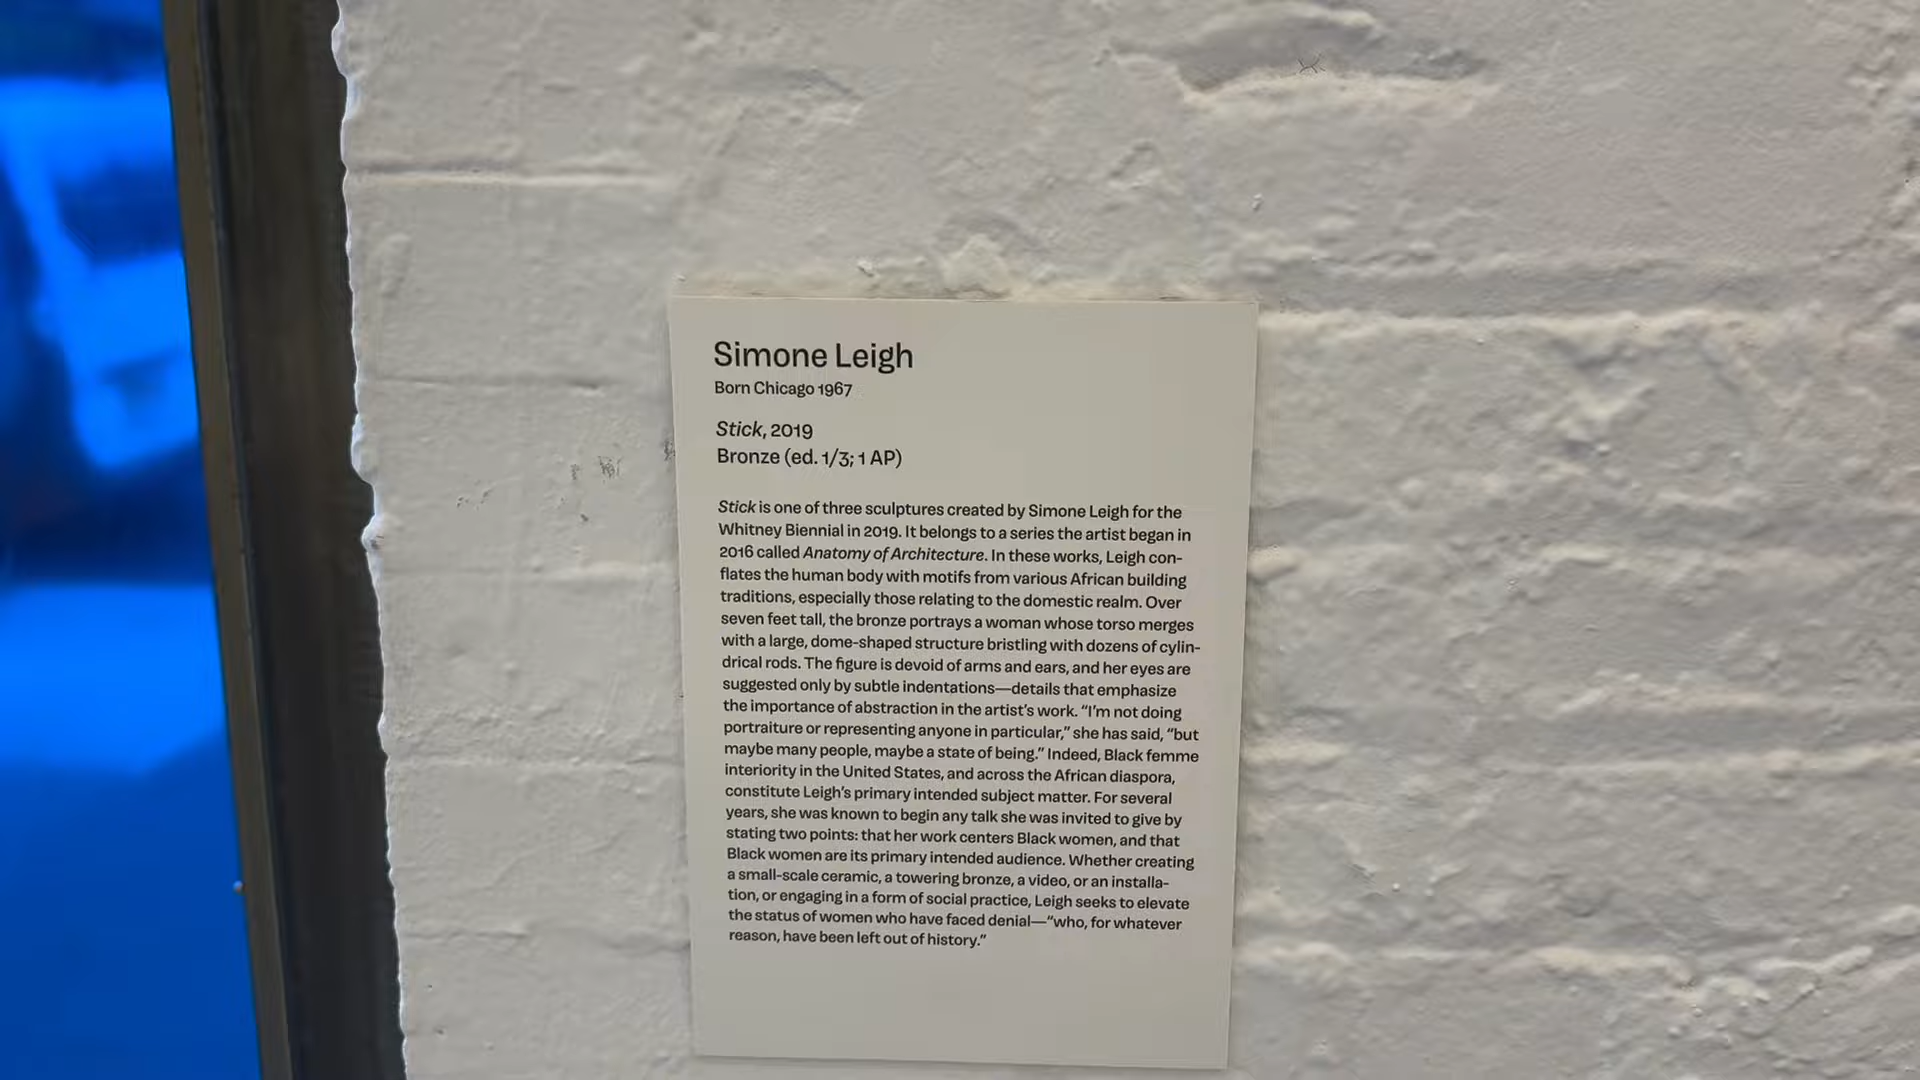 Simone Leigh
Born Chicago 1967
Stick, 2019
Bronze (ed. 1/3; 1 AP)
Stick is one of three sculptures created by Simone Leigh for the
Whitney Biennial in 2019. It belongs to a series the artist began in
2016 called Anatomy of Architecture. In these works, Leigh con-
flates the human body with motifs from various African building
traditions, especially those relating to the domestic realm. Over
seven feet tall, the bronze portrays a woman whose torso merges
with a large, dome-shaped structure bristling with dozens of cylin-
drical rods. The figure is devoid of arms and ears, and her eyes are
suggested only by subtle indentations—details that emphasize
the importance of abstraction in the artist's work. “I'm not doing
portraiture or representing anyone in particular,” she has said, “but
maybe many people, maybe a state of being.” Indeed, Black femme
interiority in the United States, and across the African diaspora,
constitute Leigh's primary intended subject matter. For several
years, she was known to begin any talk she was invited to give by
stating two points: that her work centers Black women, and that
Black women are its primary intended audience. Whether creating
a small-scale ceramic, a towering bronze, a video, or an installa-
tion, or engaging in a form of social practice, Leigh seeks to elevate
the status of women who have faced denial—“who, for whatever
reason, have been left out of history.”